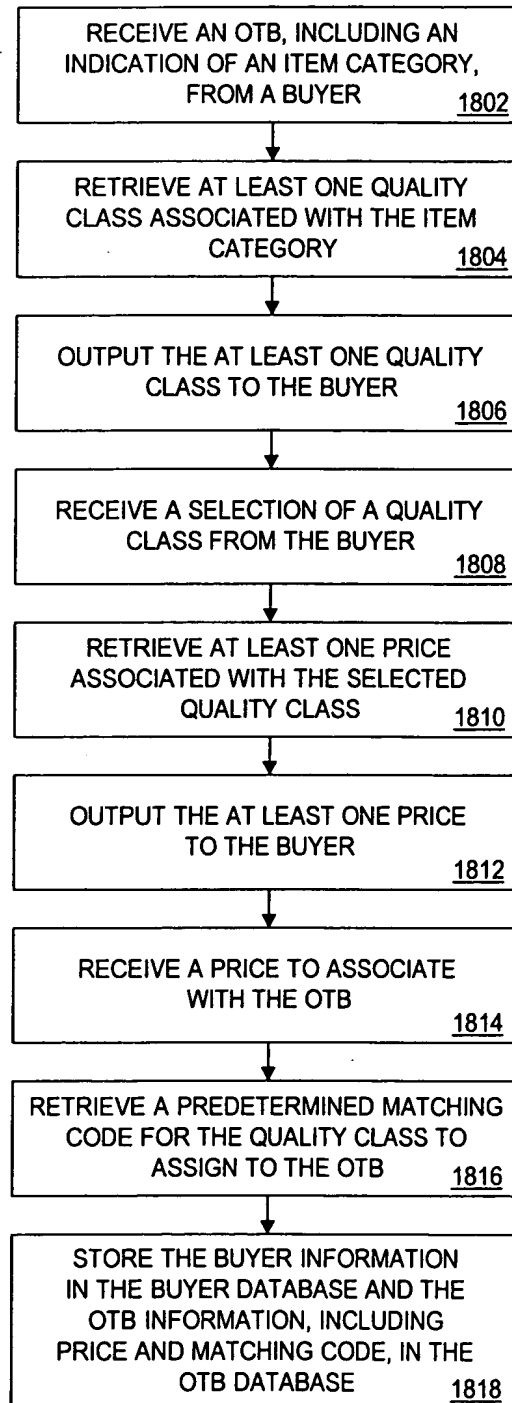 RECEIVE AN OTB, INCLUDING AN
INDICATION OF AN ITEM CATEGORY,
FROM A BUYER
1802
RETRIEVE AT LEAST ONE QUALITY
CLASS ASSOCIATED WITH THE ITEM
CATEGORY
1804
OUTPUT THE AT LEAST ONE QUALITY
CLASS TO THE BUYER
1806
RECEIVE A SELECTION OF A QUALITY
CLASS FROM THE BUYER
1808
RETRIEVE AT LEAST ONE PRICE
ASSOCIATED WITH THE SELECTED
QUALITY CLASS
1810
OUTPUT THE AT LEAST ONE PRICE
TO THE BUYER
1812
RECEIVE A PRICE TO ASSOCIATE
WITH THE OTB
1814
RETRIEVE A PREDETERMINED MATCHING
CODE FOR THE QUALITY CLASS TO
ASSIGN TO THE OTB
1816
STORE THE BUYER INFORMATION
IN THE BUYER DATABASE AND THE
OTB INFORMATION, INCLUDING
PRICE AND MATCHING CODE, IN THE
OTB DATABASE
1818